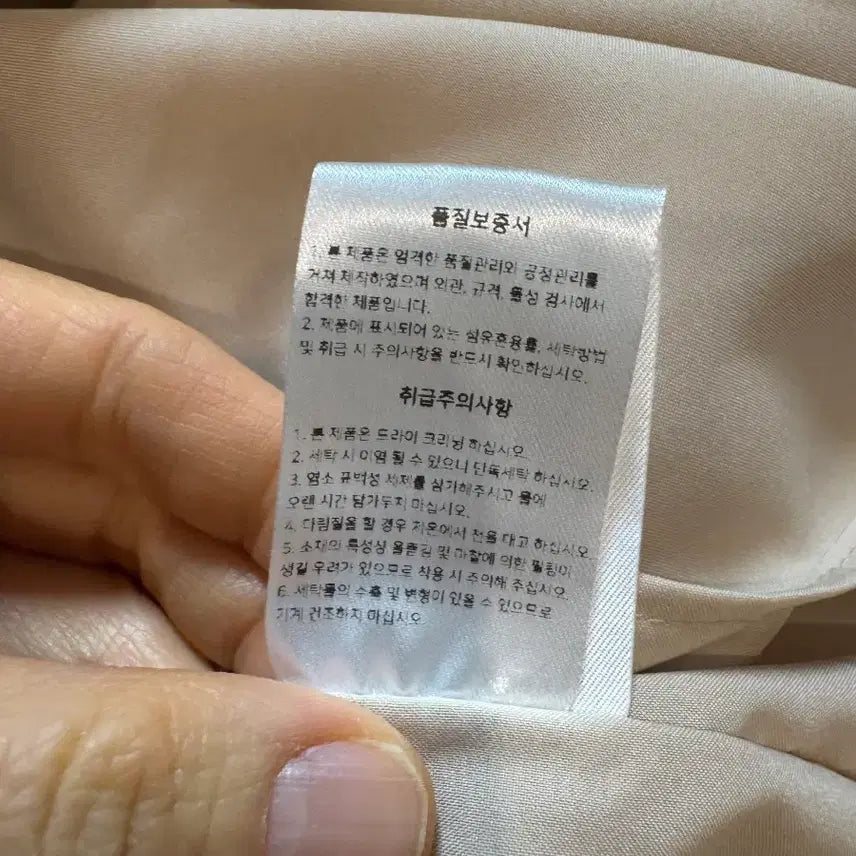 품질보증서
1. 본 제품은 엄격한 품질관리와 공정관리를
거쳐 제작하였으며 외관, 규격, 물성 검사에서
합격한 제품입니다.
2. 제품에 표시되어 있는 섬유혼용률, 세탁방법
및 취급 시 주의사항을 반드시 확인하십시오.
취급주의사항
1. 본 제품은 드라이 크리닝 하십시오.
2. 세탁 시 이염 될 수 있으니 단독세탁 하십시오.
3. 염소 표백성 세제를 삼가해주시고 물에
오랜 시간 담가두지 마십시오.
4. 다림질을 할 경우 저온에서 천을 대고 하십시오.
5. 소재의 특성상 올뜯김 및 마찰에 의한 필링이
생길 우려가 있으므로 착용 시 주의해 주십시오.
6. 세탁물의 수축 및 변형이 있을 수 있으므로
기계 건조하지 마십시오